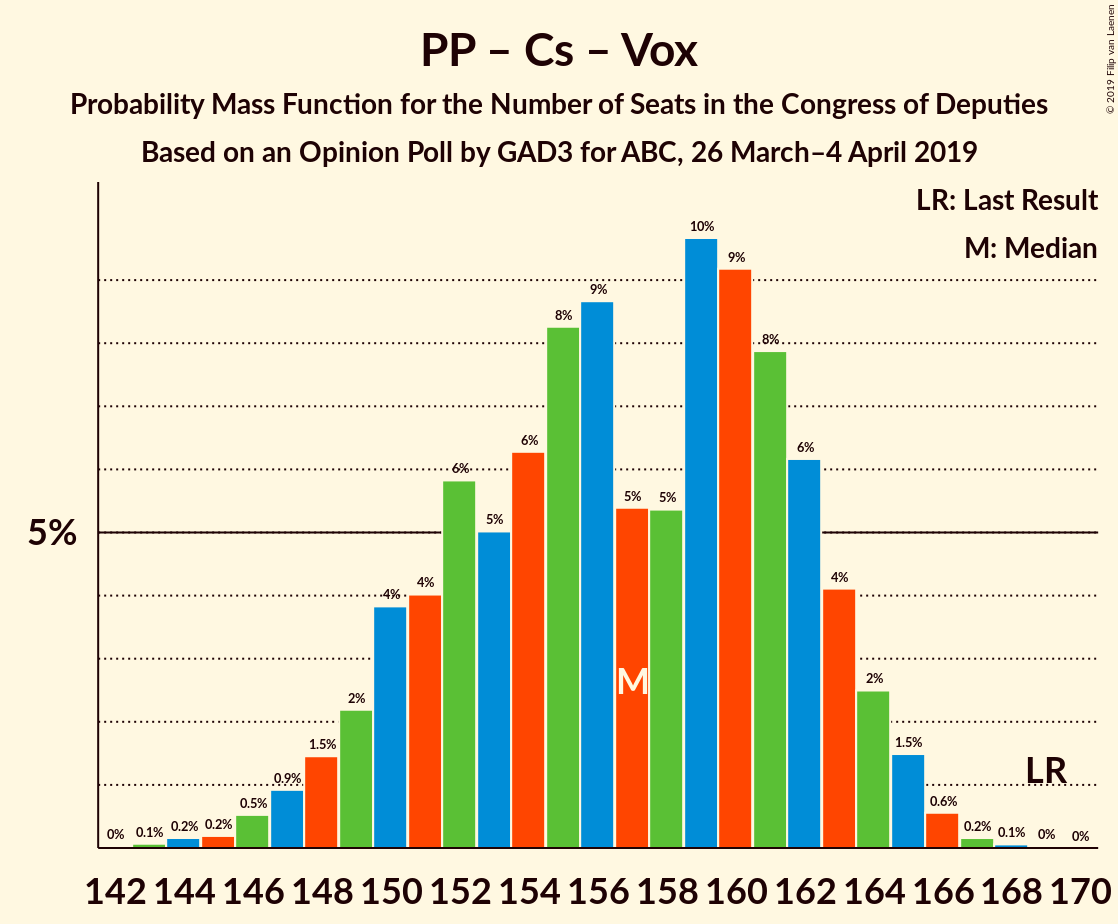 PP – Cs – Vox
Probability Mass Function for the Number of Seats in the Congress of Deputies
Based on an Opinion Poll by GAD3 for ABC, 26 March–4 April 2019
© 2019 Filip van Laenen
LR: Last Result
M: Median
5%
0% 0.1% 0.2% 0.2% 0.5% 0.9% 1.5% 2% 4% 4% 6% 5% 6% 8% 9% 5% 5% 10% 9% 8% 6% 4% 2% 1.5% 0.6% 0.2% 0.1% 0% 0%
M
LR
142 144 146 148 150 152 154 156 158 160 162 164 166 168 170